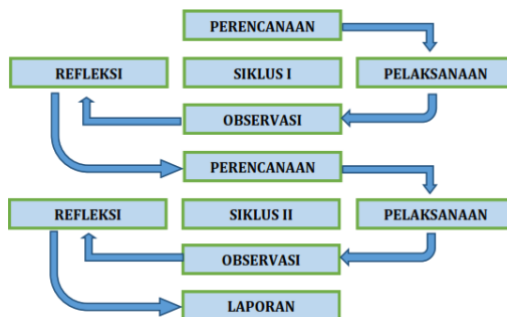 PERENCANAAN
REFLEKSI
SIKLUS I
PELAKSANAAN
OBSERVASI
PERENCANAAN
REFLEKSI
SIKLUS II
PELAKSANAAN
OBSERVASI
LAPORAN